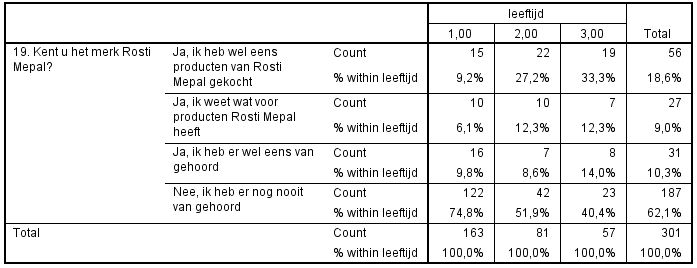 leeftijd
1,00 2,00 3,00 Total
19. Kent u het merk Rosti Ja, ik heb wel eens Count 15 22 19 56
Mepal? producten van Rosti
Mepal gekocht % within leeftijd 9,2% 27,2% 33,3% 18,6%
Ja, ik weet wat voor Count 10 10 7 27
producten Rosti Mepal
heeft % within leeftijd 6,1% 12,3% 12,3% 9,0%
Ja, ik heb er wel eens van Count 16 7 8 31
gehoord % within leeftijd 9,8% 8,6% 14,0% 10,3%
Nee, ik heb er nog nooit Count 122 42 23 187
van gehoord % within leeftijd 74,8% 51,9% 40,4% 62,1%
Total Count 163 81 57 301
% within leeftijd 100,0% 100,0% 100,0% 100,0%